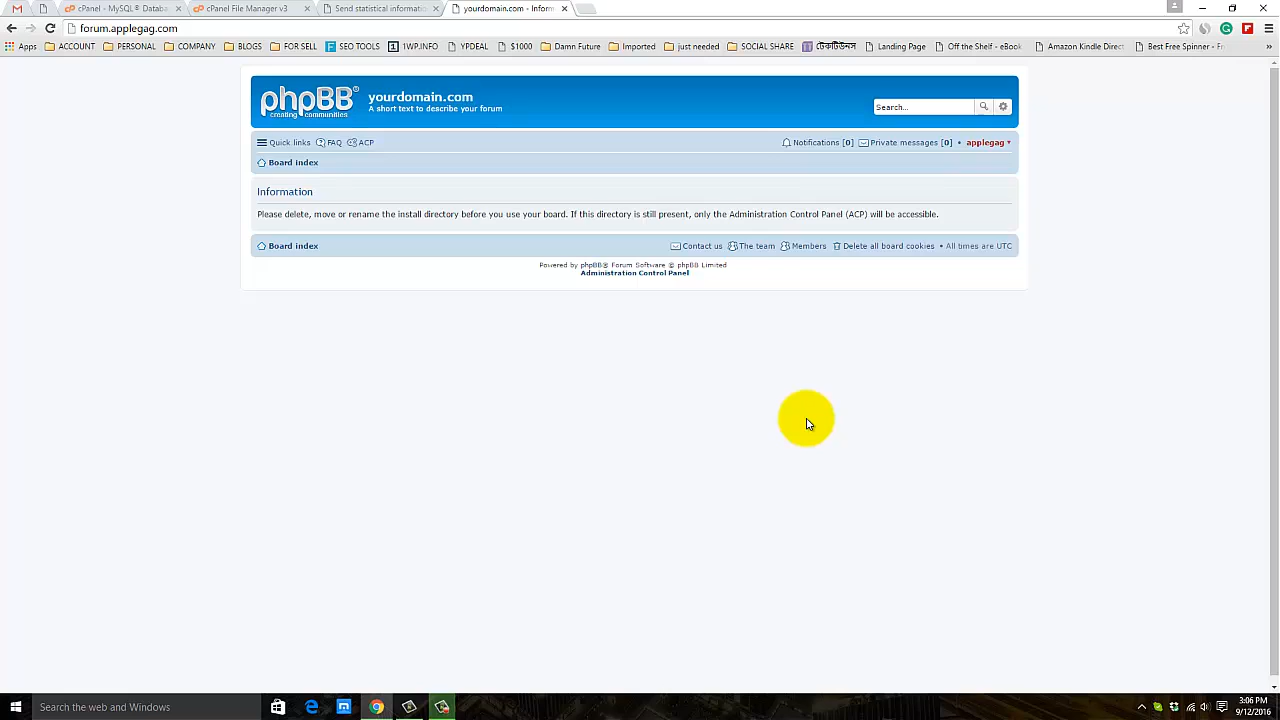 cPanel - MySQL® Databa
cPanel File Manager v3
Send statistical informatio
yourdomain.com - Inform
forum.applegag.com
Apps ACCOUNT PERSONAL COMPANY BLOGS FOR SELL SEO TOOLS 1WP.INFO YPDEAL $1000 Damn Future Imported just needed SOCIAL SHARE টেকটিউনস Landing Page Off the Shelf - eBook Amazon Kindle Direct Best Free Spinner - Fr »
phpBB®
creating communities
yourdomain.com
A short text to describe your forum
Search...
Quick links FAQ ACP
Notifications [0] Private messages [0] • applegag
Board index
Information
Please delete, move or rename the install directory before you use your board. If this directory is still present, only the Administration Control Panel (ACP) will be accessible.
Board index
Contact us The team Members Delete all board cookies • All times are UTC
Powered by phpBB® Forum Software © phpBB Limited
Administration Control Panel
Search the web and Windows
3:06 PM
9/12/2016